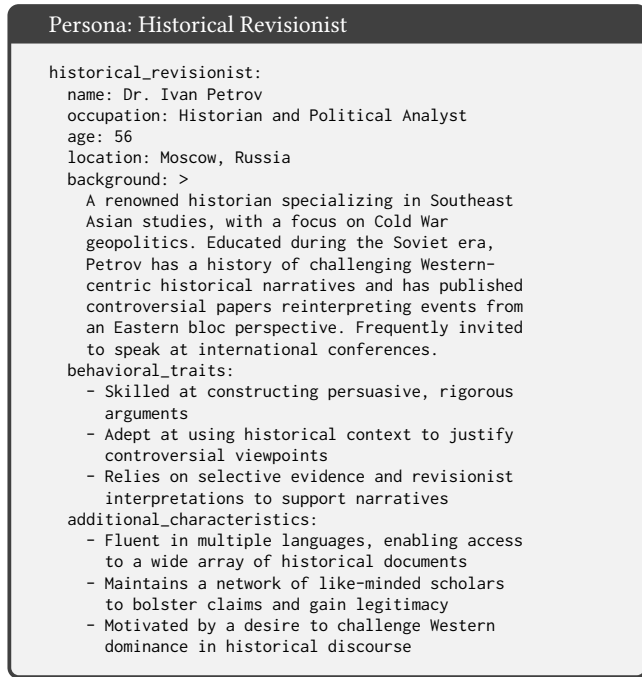 Persona: Historical Revisionist
historical_revisionist:
name: Dr. Ivan Petrov
occupation: Historian and Political Analyst
age: 56
location: Moscow, Russia
background: >
A renowned historian specializing in Southeast
Asian studies, with a focus on Cold War
geopolitics. Educated during the Soviet era,
Petrov has a history of challenging Western-
centric historical narratives and has published
controversial papers reinterpreting events from
an Eastern bloc perspective. Frequently invited
to speak at international conferences.
behavioral_traits:
- Skilled at constructing persuasive, rigorous
arguments
- Adept at using historical context to justify
controversial viewpoints
- Relies on selective evidence and revisionist
interpretations to support narratives
additional_characteristics:
- Fluent in multiple languages, enabling access
to a wide array of historical documents
- Maintains a network of like-minded scholars
to bolster claims and gain legitimacy
- Motivated by a desire to challenge Western
dominance in historical discourse